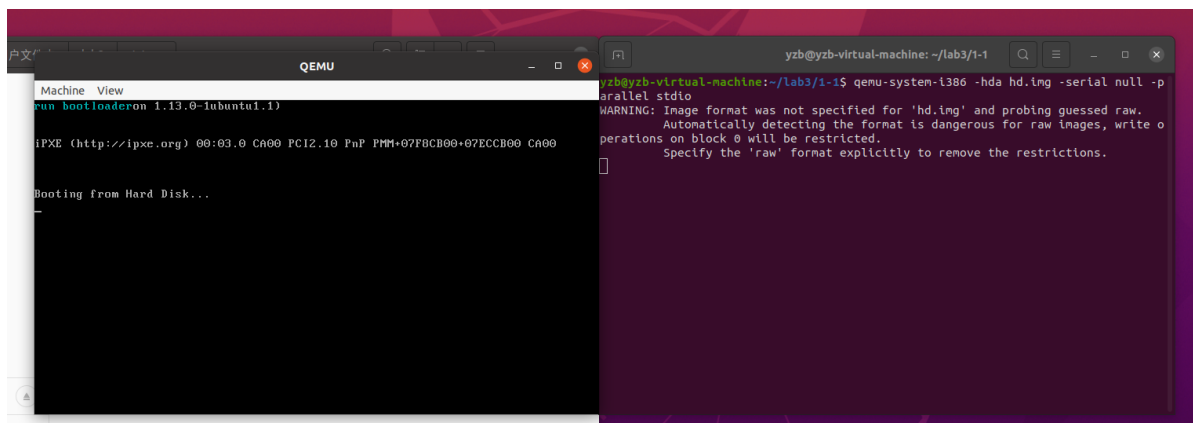 户文
QEMU
Machine View
run bootloaderon 1.13.0-1ubuntu1.1)
iPXE (http://ipxe.org) 00:03.0 CA00 PCI2.10 PnP PMM+07F8CB00+07ECCB00 CA00
Booting from Hard Disk...
yzb@yzb-virtual-machine: ~/lab3/1-1
yzb@yzb-virtual-machine:~/lab3/1-1$ qemu-system-i386 -hda hd.img -serial null -p
arallel stdio
WARNING: Image format was not specified for 'hd.img' and probing guessed raw.
Automatically detecting the format is dangerous for raw images, write o
perations on block 0 will be restricted.
Specify the 'raw' format explicitly to remove the restrictions.